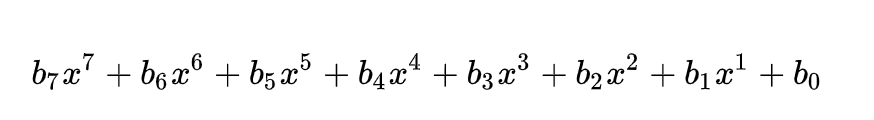 b₇x⁷ + b₆x⁶ + b₅x⁵ + b₄x⁴ + b₃x³ + b₂x² + b₁x¹ + b₀